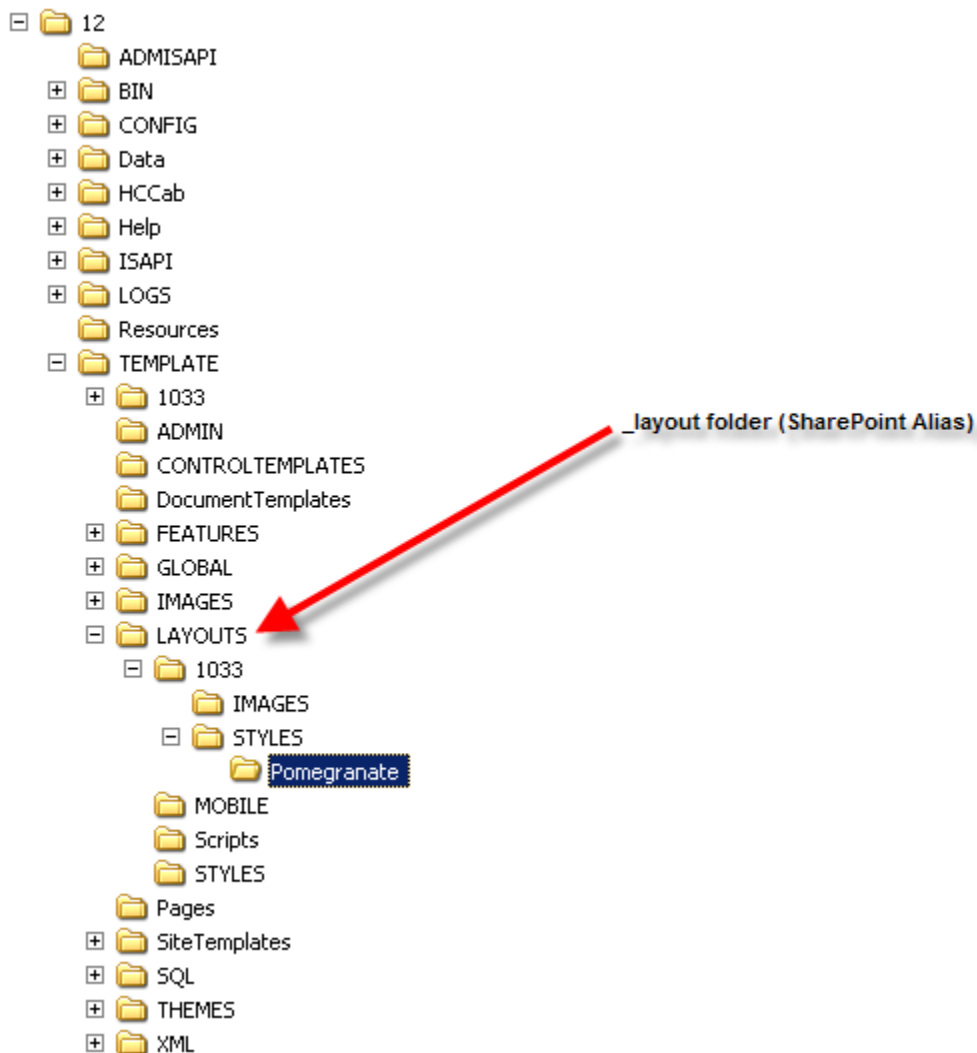 12
ADMISAPI
BIN
CONFIG
Data
HCCab
Help
ISAPI
LOGS
Resources
TEMPLATE
1033
ADMIN
_layout folder (SharePoint Alias)
CONTROLTEMPLATES
DocumentTemplates
FEATURES
GLOBAL
IMAGES
LAYOUTS
1033
IMAGES
STYLES
Pomegranate
MOBILE
Scripts
STYLES
Pages
SiteTemplates
SQL
THEMES
XML